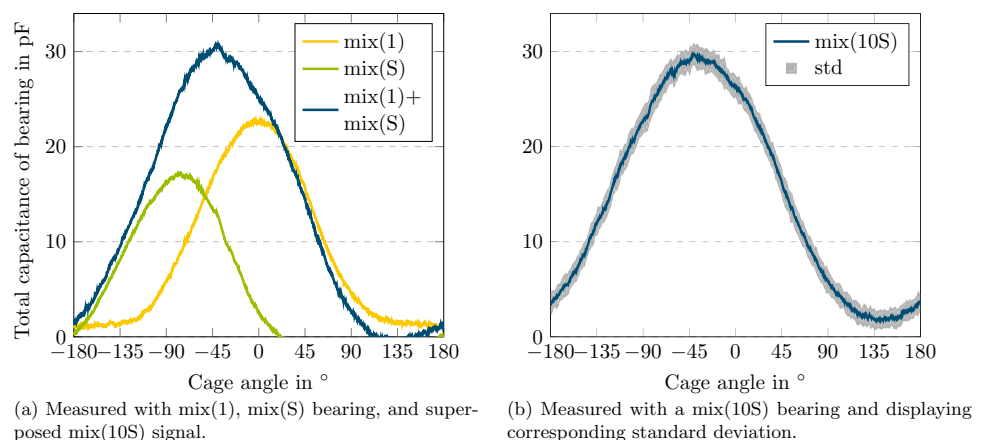 Total capacitance of bearing in pF
30
20
10
0
−180 −135 −90 −45 0 45 90 135 180
Cage angle in °
mix(1)
mix(S)
mix(1)+
mix(S)
(a) Measured with mix(1), mix(S) bearing, and super-
posed mix(10S) signal.
30
20
10
0
−180 −135 −90 −45 0 45 90 135 180
Cage angle in °
mix(10S)
std
(b) Measured with a mix(10S) bearing and displaying
corresponding standard deviation.